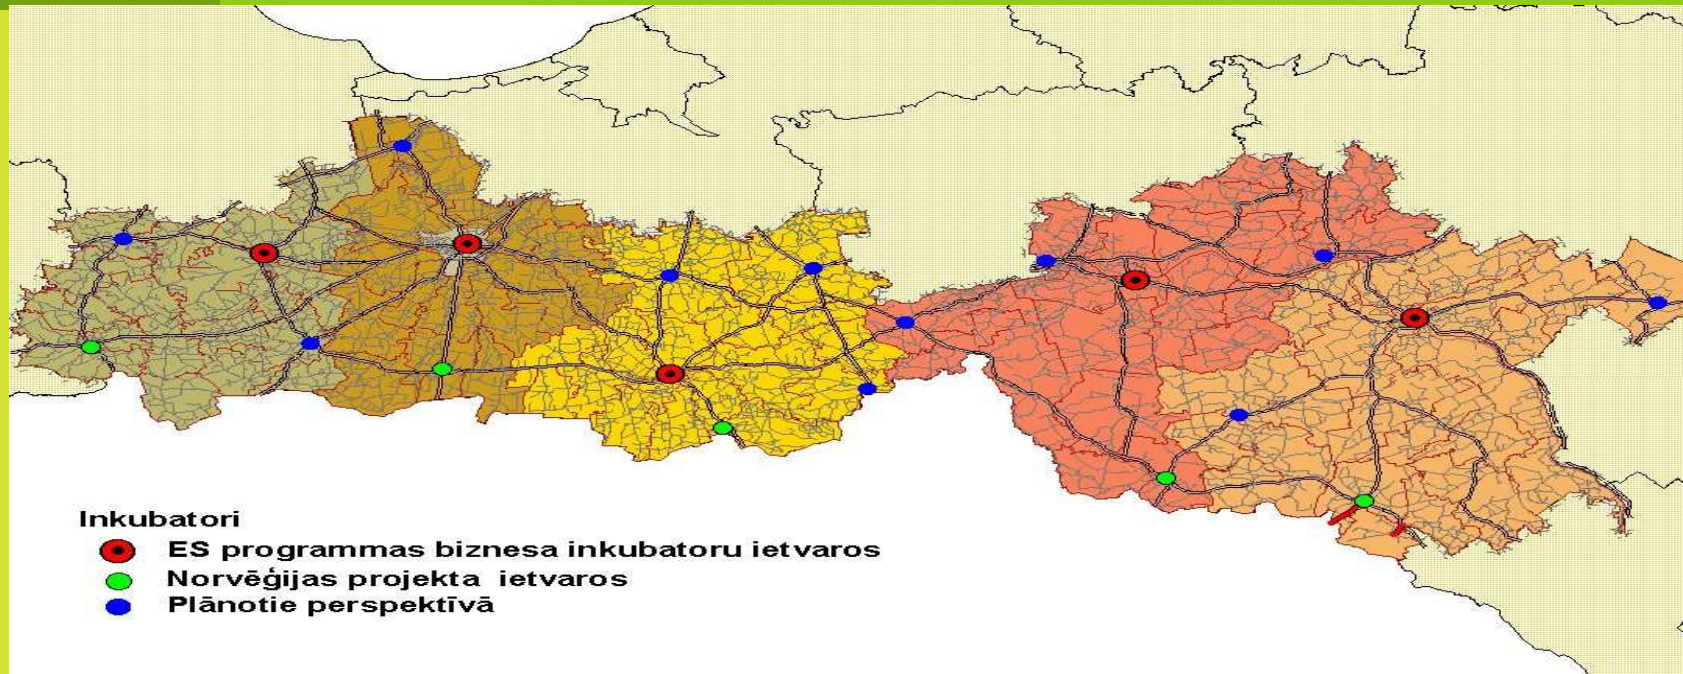 Inkubatori
ES programmas biznesa inkubatoru ietvaros
Norvēģijas projekta ietvaros
Plānotie perspektīvā